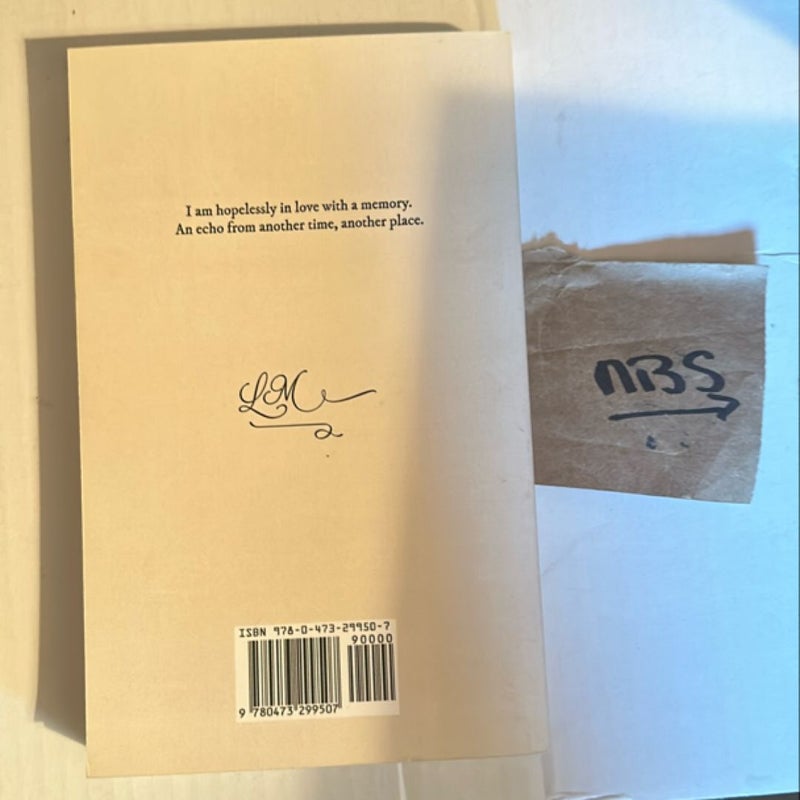 I am hopelessly in love with a memory.
An echo from another time, another place.
LM
ISBN 978-0-473-29950-7
90000
9 780473 299507
NBS